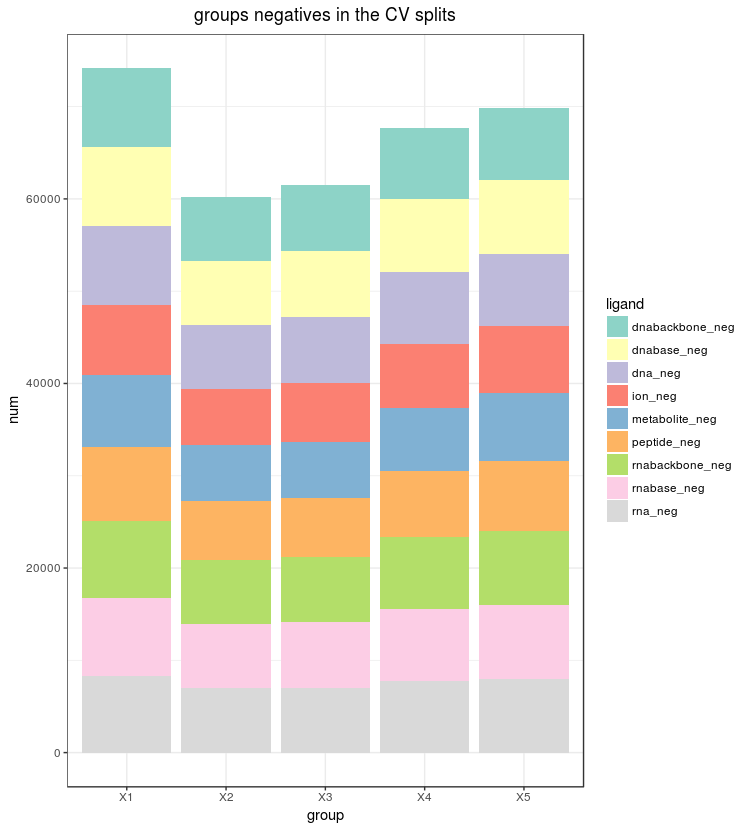 groups negatives in the CV splits
num
60000
40000
20000
0
X1 X2 X3 X4 X5
group
ligand
dnabackbone_neg
dnabase_neg
dna_neg
ion_neg
metabolite_neg
peptide_neg
rnabackbone_neg
rnabase_neg
rna_neg